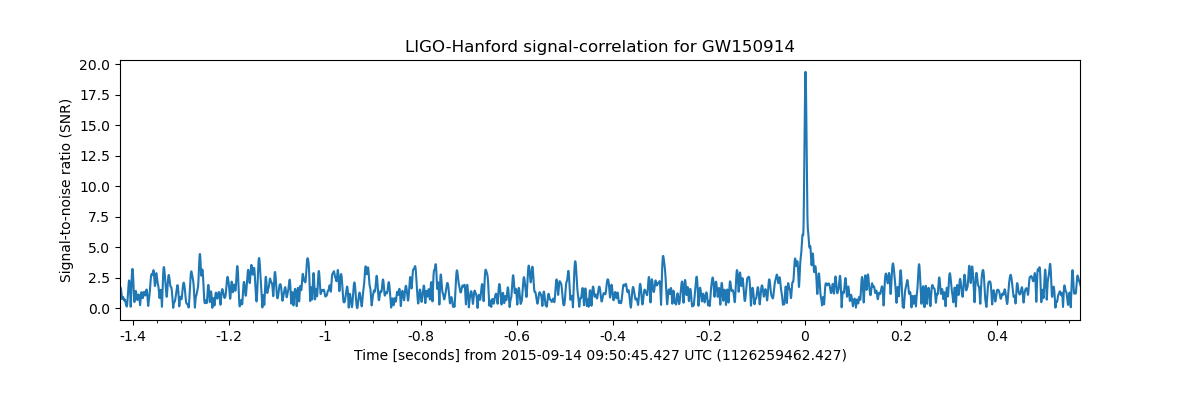 LIGO-Hanford signal-correlation for GW150914
Signal-to-noise ratio (SNR)
20.0
17.5
15.0
12.5
10.0
7.5
5.0
2.5
0.0
-1.4 -1.2 -1 -0.8 -0.6 -0.4 -0.2 0 0.2 0.4
Time [seconds] from 2015-09-14 09:50:45.427 UTC (1126259462.427)